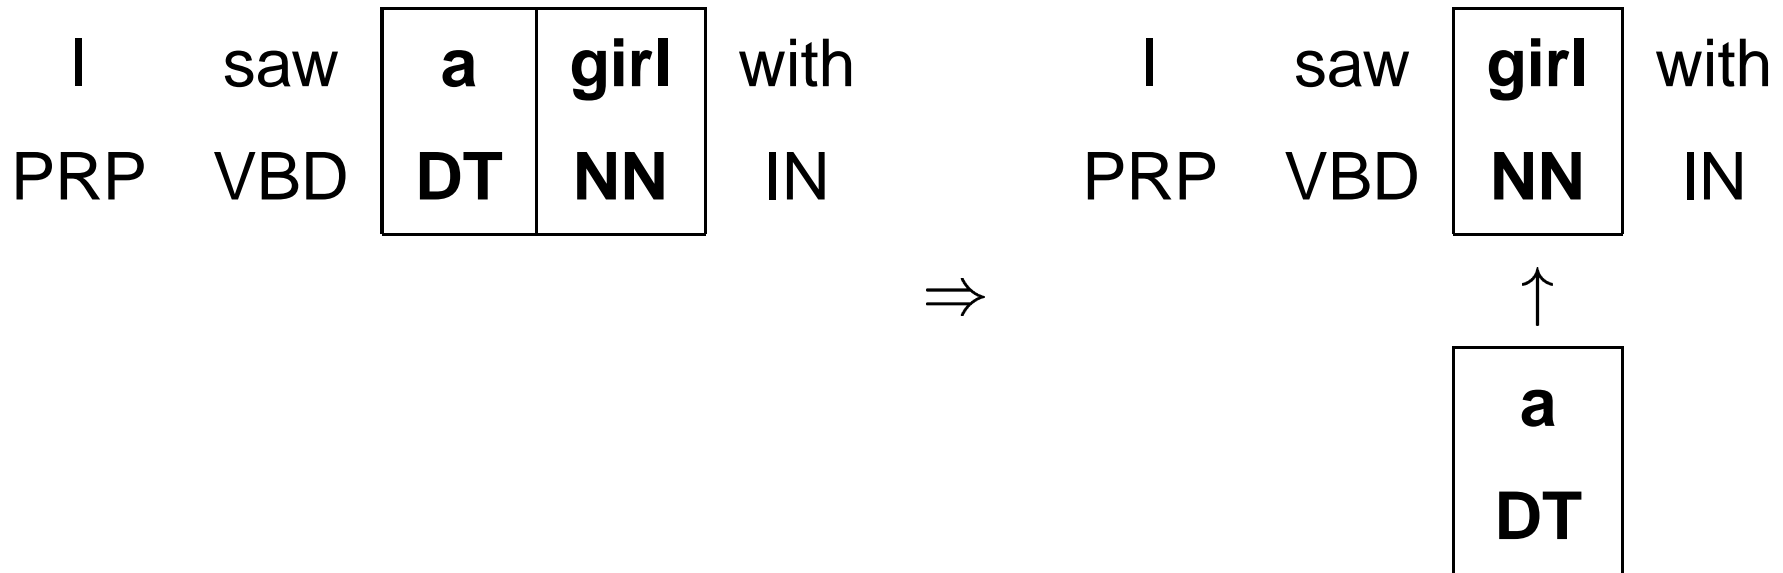 I saw a girl with
PRP VBD DT NN IN
⇒
I saw girl with
PRP VBD NN IN
↑
a
DT